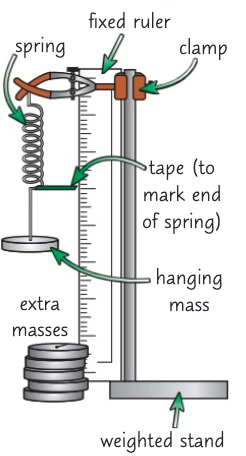 fixed ruler
spring
clamp
tape (to
mark end
of spring)
hanging
mass
extra
masses
weighted stand